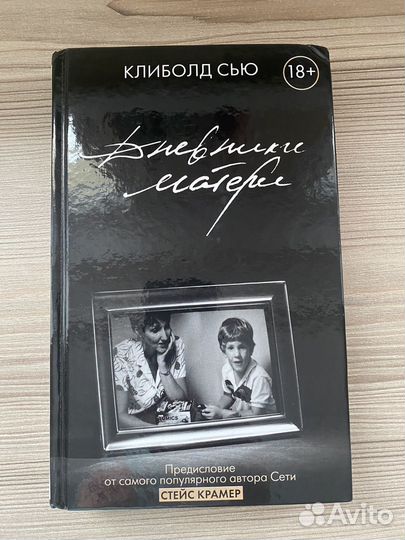 КЛИБОЛД СЬЮ
18+
Дневники
матери
Предисловие
от самого популярного автора Сети
СТЕЙС КРАМЕР
Avito